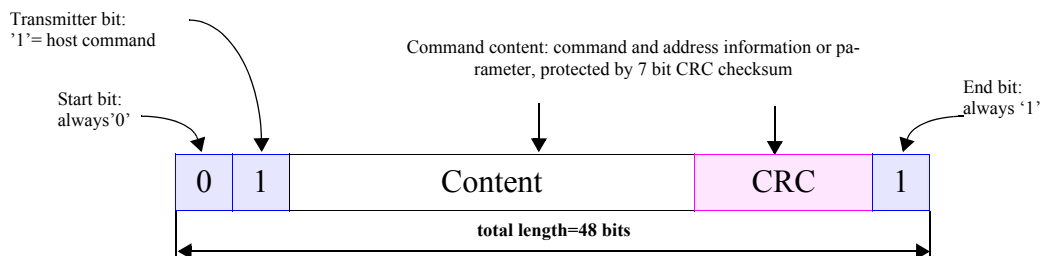 Transmitter bit:
’1’= host command
Command content: command and address information or pa-
rameter, protected by 7 bit CRC checksum
Start bit:
always’0’
End bit:
always ‘1’
0 1 Content CRC 1
total length=48 bits